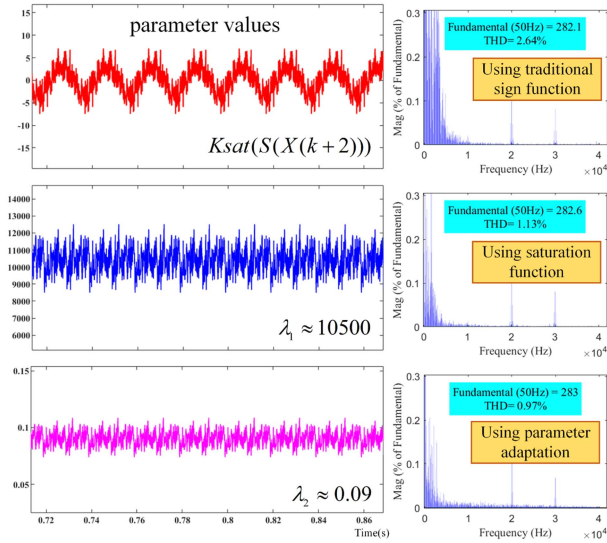 parameter values
15
10
5
0
-5
-10
-15
Ksat(S(X(k+2)))
14000
13000
12000
11000
10000
9000
8000
7000
6000
λ₁ ≈ 10500
0.15
0.1
0.05
λ₂ ≈ 0.09
0.72 0.74 0.76 0.78 0.8 0.82 0.84 0.86
Time(s)
Fundamental (50Hz) = 282.1
THD= 2.64%
Using traditional
sign function
Mag (% of Fundamental)
0.3
0.2
0.1
0
0 1 2 3 4
Frequency (Hz)
×10⁴
Fundamental (50Hz) = 282.6
THD= 1.13%
Using saturation
function
Mag (% of Fundamental)
0.3
0.2
0.1
0
0 1 2 3 4
Frequency (Hz)
×10⁴
Fundamental (50Hz) = 283
THD= 0.97%
Using parameter
adaptation
Mag (% of Fundamental)
0.3
0.2
0.1
0
0 1 2 3 4
Frequency (Hz)
×10⁴